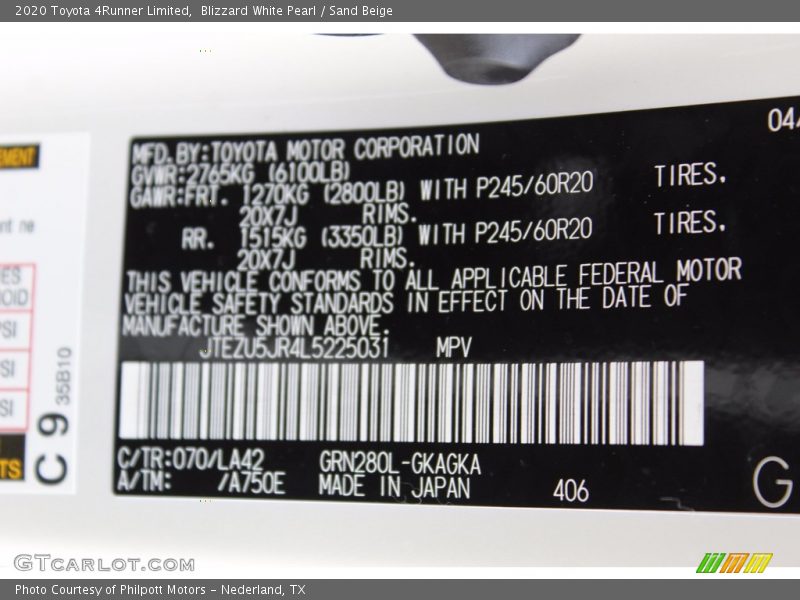 2020 Toyota 4Runner Limited, Blizzard White Pearl / Sand Beige
04/
MFD.BY:TOYOTA MOTOR CORPORATION
GVWR:2765KG (6100LB)
GAWR:FRT. 1270KG (2800LB) WITH P245/60R20 TIRES.
20X7J RIMS.
RR. 1515KG (3350LB) WITH P245/60R20 TIRES.
20X7J RIMS.
THIS VEHICLE CONFORMS TO ALL APPLICABLE FEDERAL MOTOR
VEHICLE SAFETY STANDARDS IN EFFECT ON THE DATE OF
MANUFACTURE SHOWN ABOVE.
JTEZU5JR4L5225031 MPV
C/TR:070/LA42 GRN280L-GKAGKA
A/TM: /A750E MADE IN JAPAN 406
G
C 9 35B10
GTCARLOT.COM
Photo Courtesy of Philpott Motors - Nederland, TX